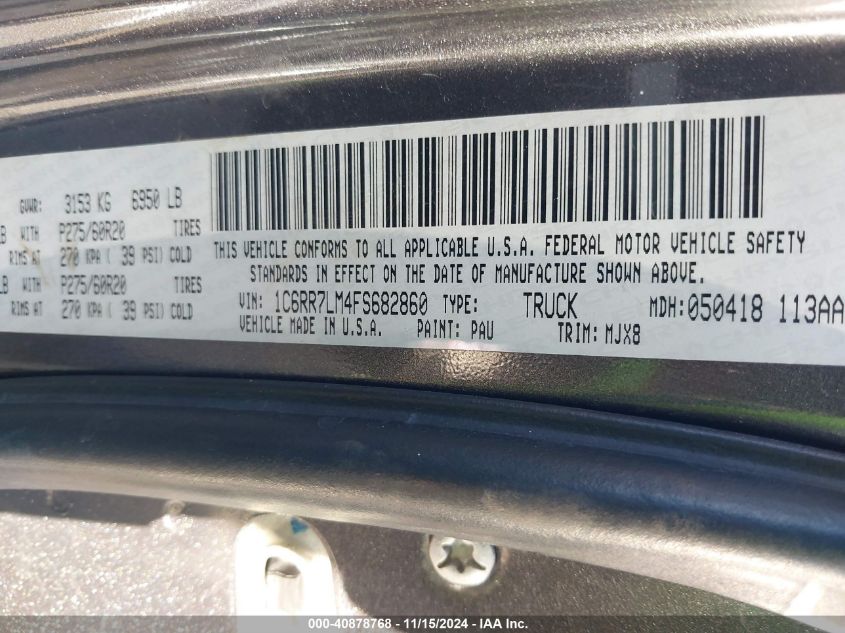 GVWR: 3153 KG 6950 LB
LB WITH P275/60R20 TIRES
RIMS AT 270 KPA ( 39 PSI) COLD
LB WITH P275/60R20 TIRES
RIMS AT 270 KPA ( 39 PSI) COLD
THIS VEHICLE CONFORMS TO ALL APPLICABLE U.S.A. FEDERAL MOTOR VEHICLE SAFETY
STANDARDS IN EFFECT ON THE DATE OF MANUFACTURE SHOWN ABOVE.
VIN: 1C6RR7LM4FS682860 TYPE: TRUCK MDH: 050418 113AA
VEHICLE MADE IN U.S.A. PAINT: PAU TRIM: MJX8
000-40878768 - 11/15/2024 - IAA Inc.